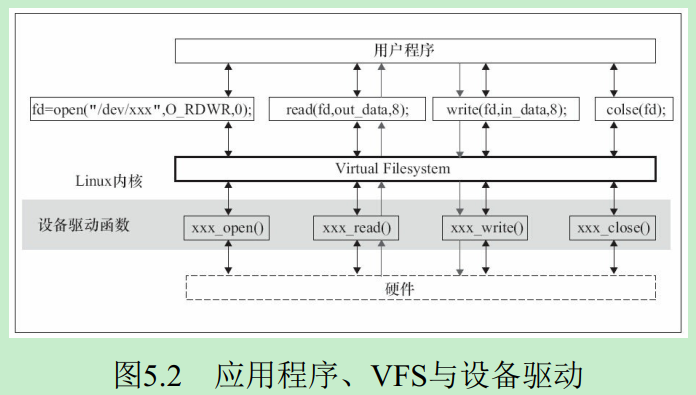 用户程序
fd=open("/dev/xxx",O_RDWR,0);
read(fd,out_data,8);
write(fd,in_data,8);
colse(fd);
Virtual Filesystem
Linux内核
设备驱动函数
xxx_open()
xxx_read()
xxx_write()
xxx_close()
硬件
图5.2 应用程序、VFS与设备驱动